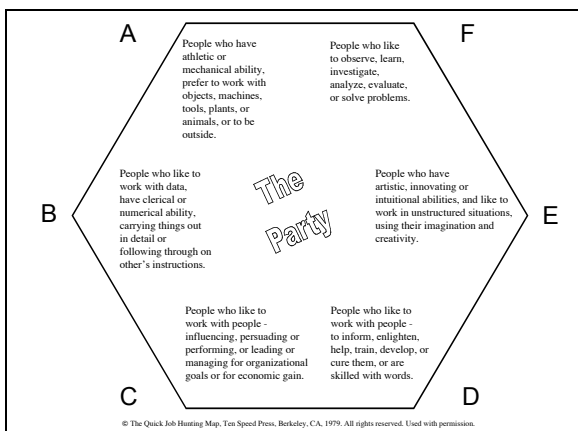 A
People who have
athletic or
mechanical ability,
prefer to work with
objects, machines,
tools, plants, or
animals, or to be
outside.
F
People who like
to observe, learn,
investigate,
analyze, evaluate,
or solve problems.
B
People who like to
work with data,
have clerical or
numerical ability,
carrying things out
in detail or
following through on
other's instructions.
The
Party
People who have
artistic, innovating or
intuitional abilities, and like to
work in unstructured situations,
using their imagination and
creativity.
E
People who like to
work with people -
influencing, persuading or
performing, or leading or
managing for organizational
goals or for economic gain.
C
People who like to
work with people -
to inform, enlighten,
help, train, develop, or
cure them, or are
skilled with words.
D
© The Quick Job Hunting Map, Ten Speed Press, Berkeley, CA, 1979. All rights reserved. Used with permission.